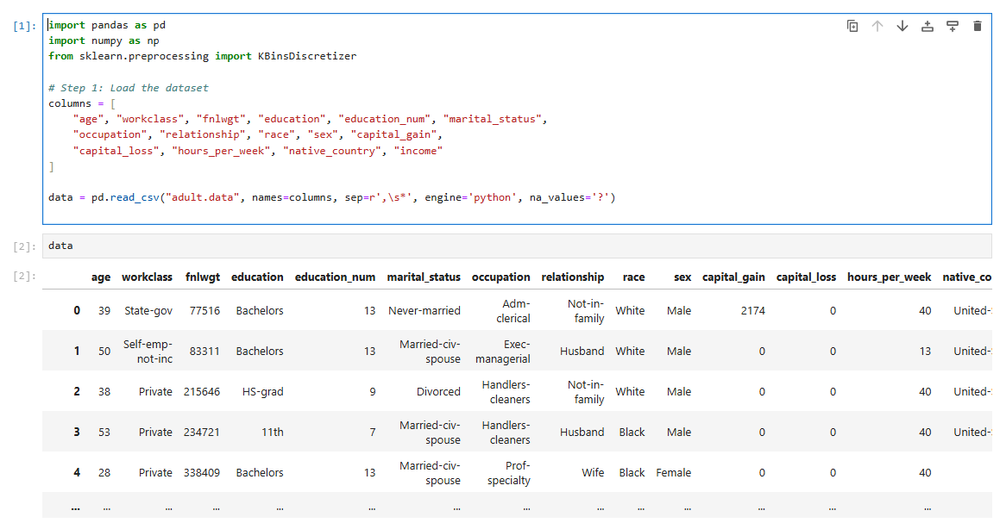 [1]:
import pandas as pd
import numpy as np
from sklearn.preprocessing import KBinsDiscretizer
# Step 1: Load the dataset
columns = [
"age", "workclass", "fnlwgt", "education", "education_num", "marital_status",
"occupation", "relationship", "race", "sex", "capital_gain",
"capital_loss", "hours_per_week", "native_country", "income"
]
data = pd.read_csv("adult.data", names=columns, sep=r',\s*', engine='python', na_values='?')
[2]: data
[2]:
age workclass fnlwgt education education_num marital_status occupation relationship race sex capital_gain capital_loss hours_per_week native_co
0 39 State-gov 77516 Bachelors 13 Never-married Adm-clerical Not-in-family White Male 2174 0 40 United-
1 50 Self-emp-not-inc 83311 Bachelors 13 Married-civ-spouse Exec-managerial Husband White Male 0 0 13 United-
2 38 Private 215646 HS-grad 9 Divorced Handlers-cleaners Not-in-family White Male 0 0 40 United-
3 53 Private 234721 11th 7 Married-civ-spouse Handlers-cleaners Husband Black Male 0 0 40 United-
4 28 Private 338409 Bachelors 13 Married-civ-spouse Prof-specialty Wife Black Female 0 0 40
... ... ... ... ... ... ... ... ... ... ... ... ... ...